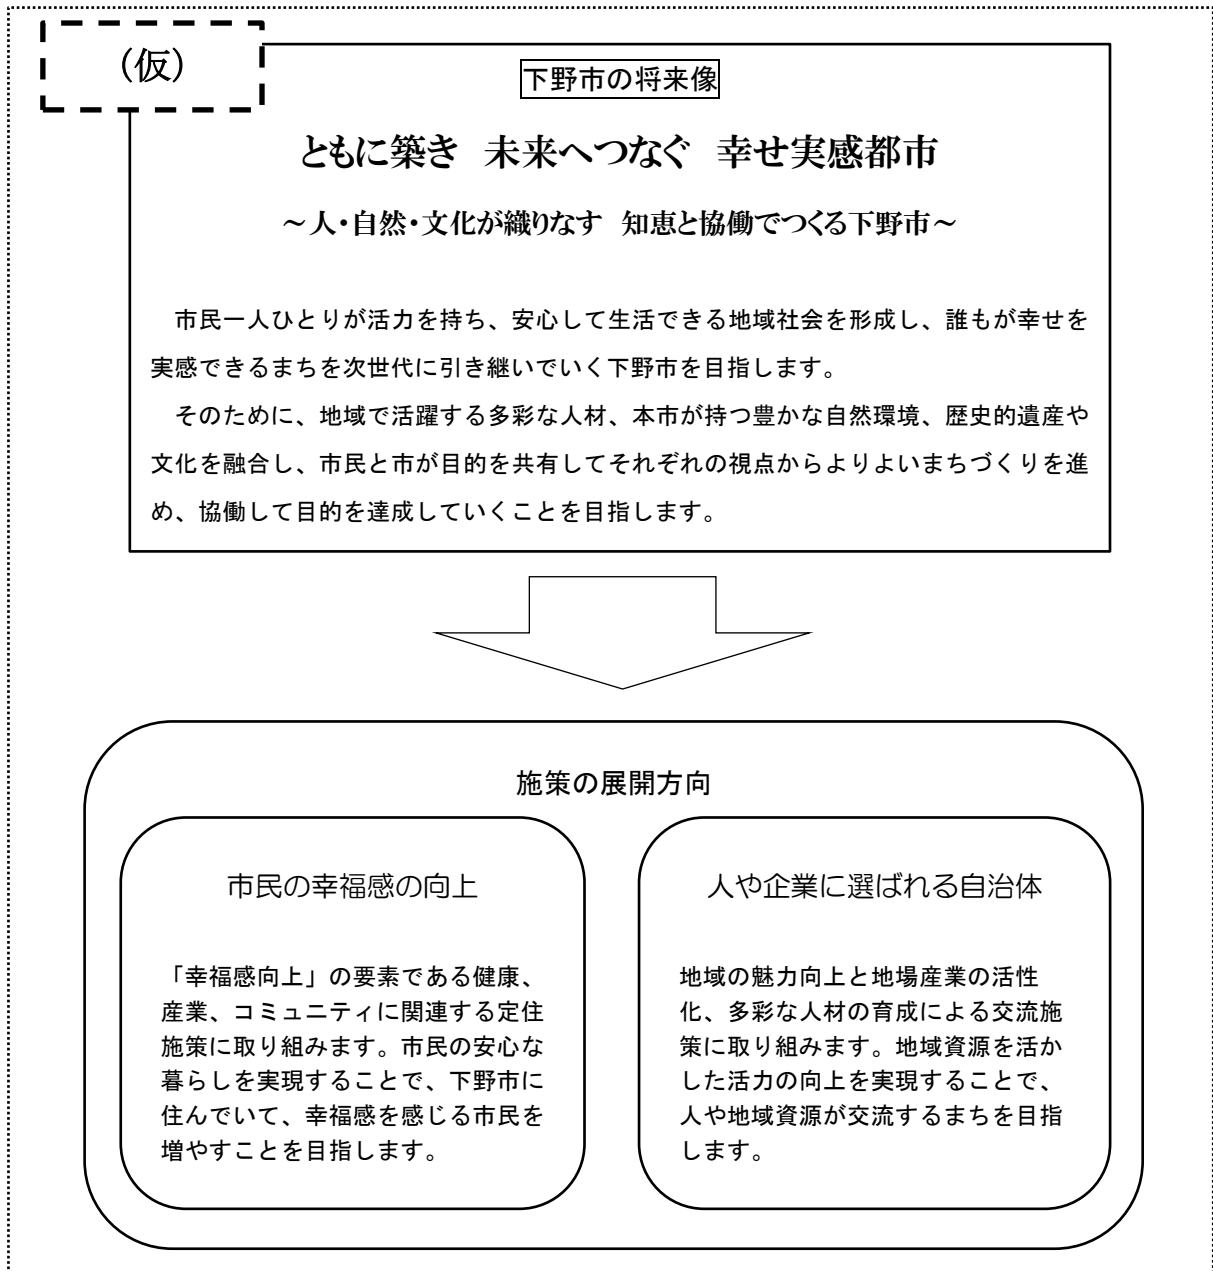 （仮）
下野市の将来像
ともに築き　未来へつなぐ　幸せ実感都市
～人・自然・文化が織りなす　知恵と協働でつくる下野市～
市民一人ひとりが活力を持ち、安心して生活できる地域社会を形成し、誰もが幸せを
実感できるまちを次世代に引き継いでいく下野市を目指します。
そのために、地域で活躍する多彩な人材、本市が持つ豊かな自然環境、歴史的遺産や
文化を融合し、市民と市が目的を共有してそれぞれの視点からよりよいまちづくりを進
め、協働して目的を達成していくことを目指します。
施策の展開方向
市民の幸福感の向上
「幸福感向上」の要素である健康、
産業、コミュニティに関連する定住
施策に取り組みます。市民の安心な
暮らしを実現することで、下野市に
住んでいて、幸福感を感じる市民を
増やすことを目指します。
人や企業に選ばれる自治体
地域の魅力向上と地場産業の活性
化、多彩な人材の育成による交流施
策に取り組みます。地域資源を活か
した活力の向上を実現することで、
人や地域資源が交流するまちを目指
します。